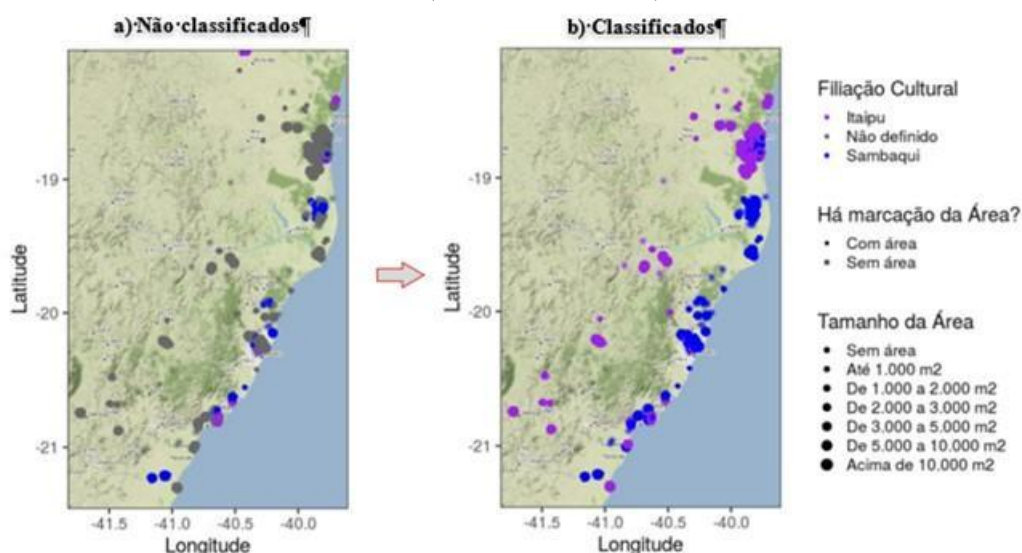 a)·Não·classificados¶
b)·Classificados¶
Latitude
-19
-20
-21
-41.5
-41.0
-40.5
-40.0
Longitude
Latitude
-19
-20
-21
-41.5
-41.0
-40.5
-40.0
Longitude
Filiação Cultural
Itaipu
Não definido
Sambaqui
Há marcação da Área?
Com área
Sem área
Tamanho da Área
Sem área
Até 1.000 m2
De 1.000 a 2.000 m2
De 2.000 a 3.000 m2
De 3.000 a 5.000 m2
De 5.000 a 10.000 m2
Acima de 10.000 m2